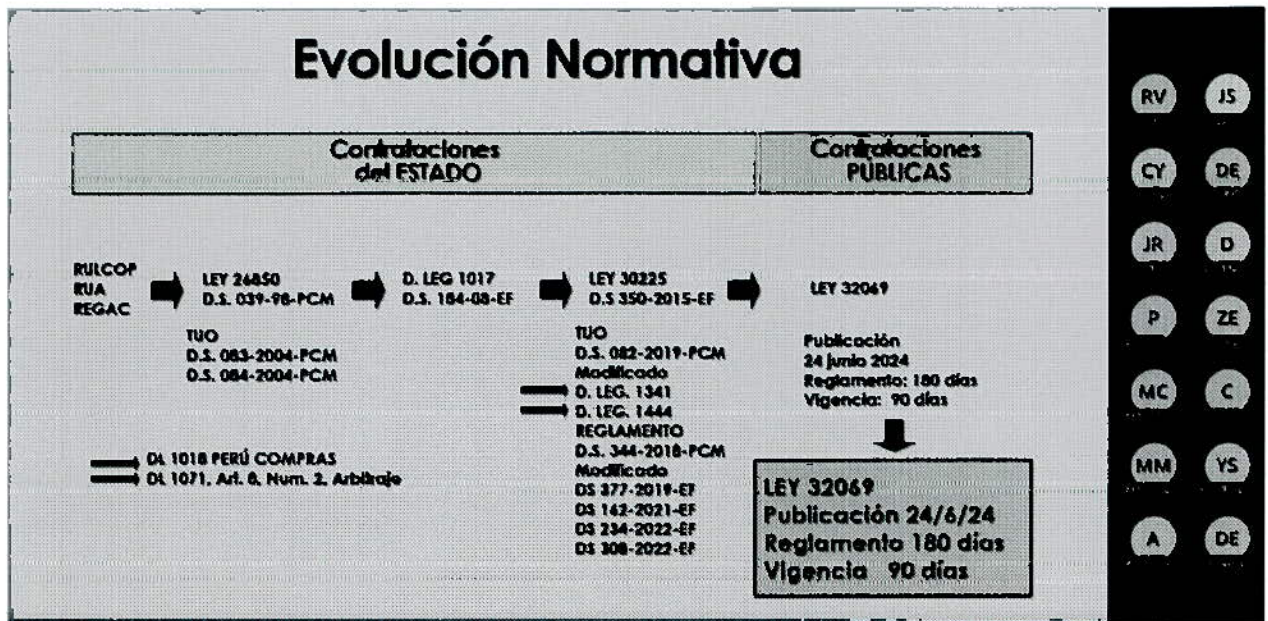 Evolución Normativa
Contrataciones
del ESTADO
Contrataciones
PÚBLICAS
RULCOP
RUA
REGAC
LEY 26850
D.S. 039-98-PCM
TUO
D.S. 083-2004-PCM
D.S. 084-2004-PCM
D. LEG 1017
D.S. 184-08-EF
LEY 30225
D.S 350-2015-EF
TUO
D.S. 082-2019-PCM
Modificado
D. LEG. 1341
D. LEG. 1444
REGLAMENTO
D.S. 344-2018-PCM
Modificado
DS 377-2019-EF
DS 162-2021-EF
DS 234-2022-EF
DS 308-2022-EF
LEY 32069
Publicación
24 junio 2024
Reglamento: 180 días
Vigencia: 90 días
DL 1018 PERÚ COMPRAS
DL 1071, Art. 8, Num. 2, Arbitraje
LEY 32069
Publicación 24/6/24
Reglamento 180 días
Vigencia 90 días
RV JS
CY DE
JR D
P ZE
MC C
MM YS
A DE